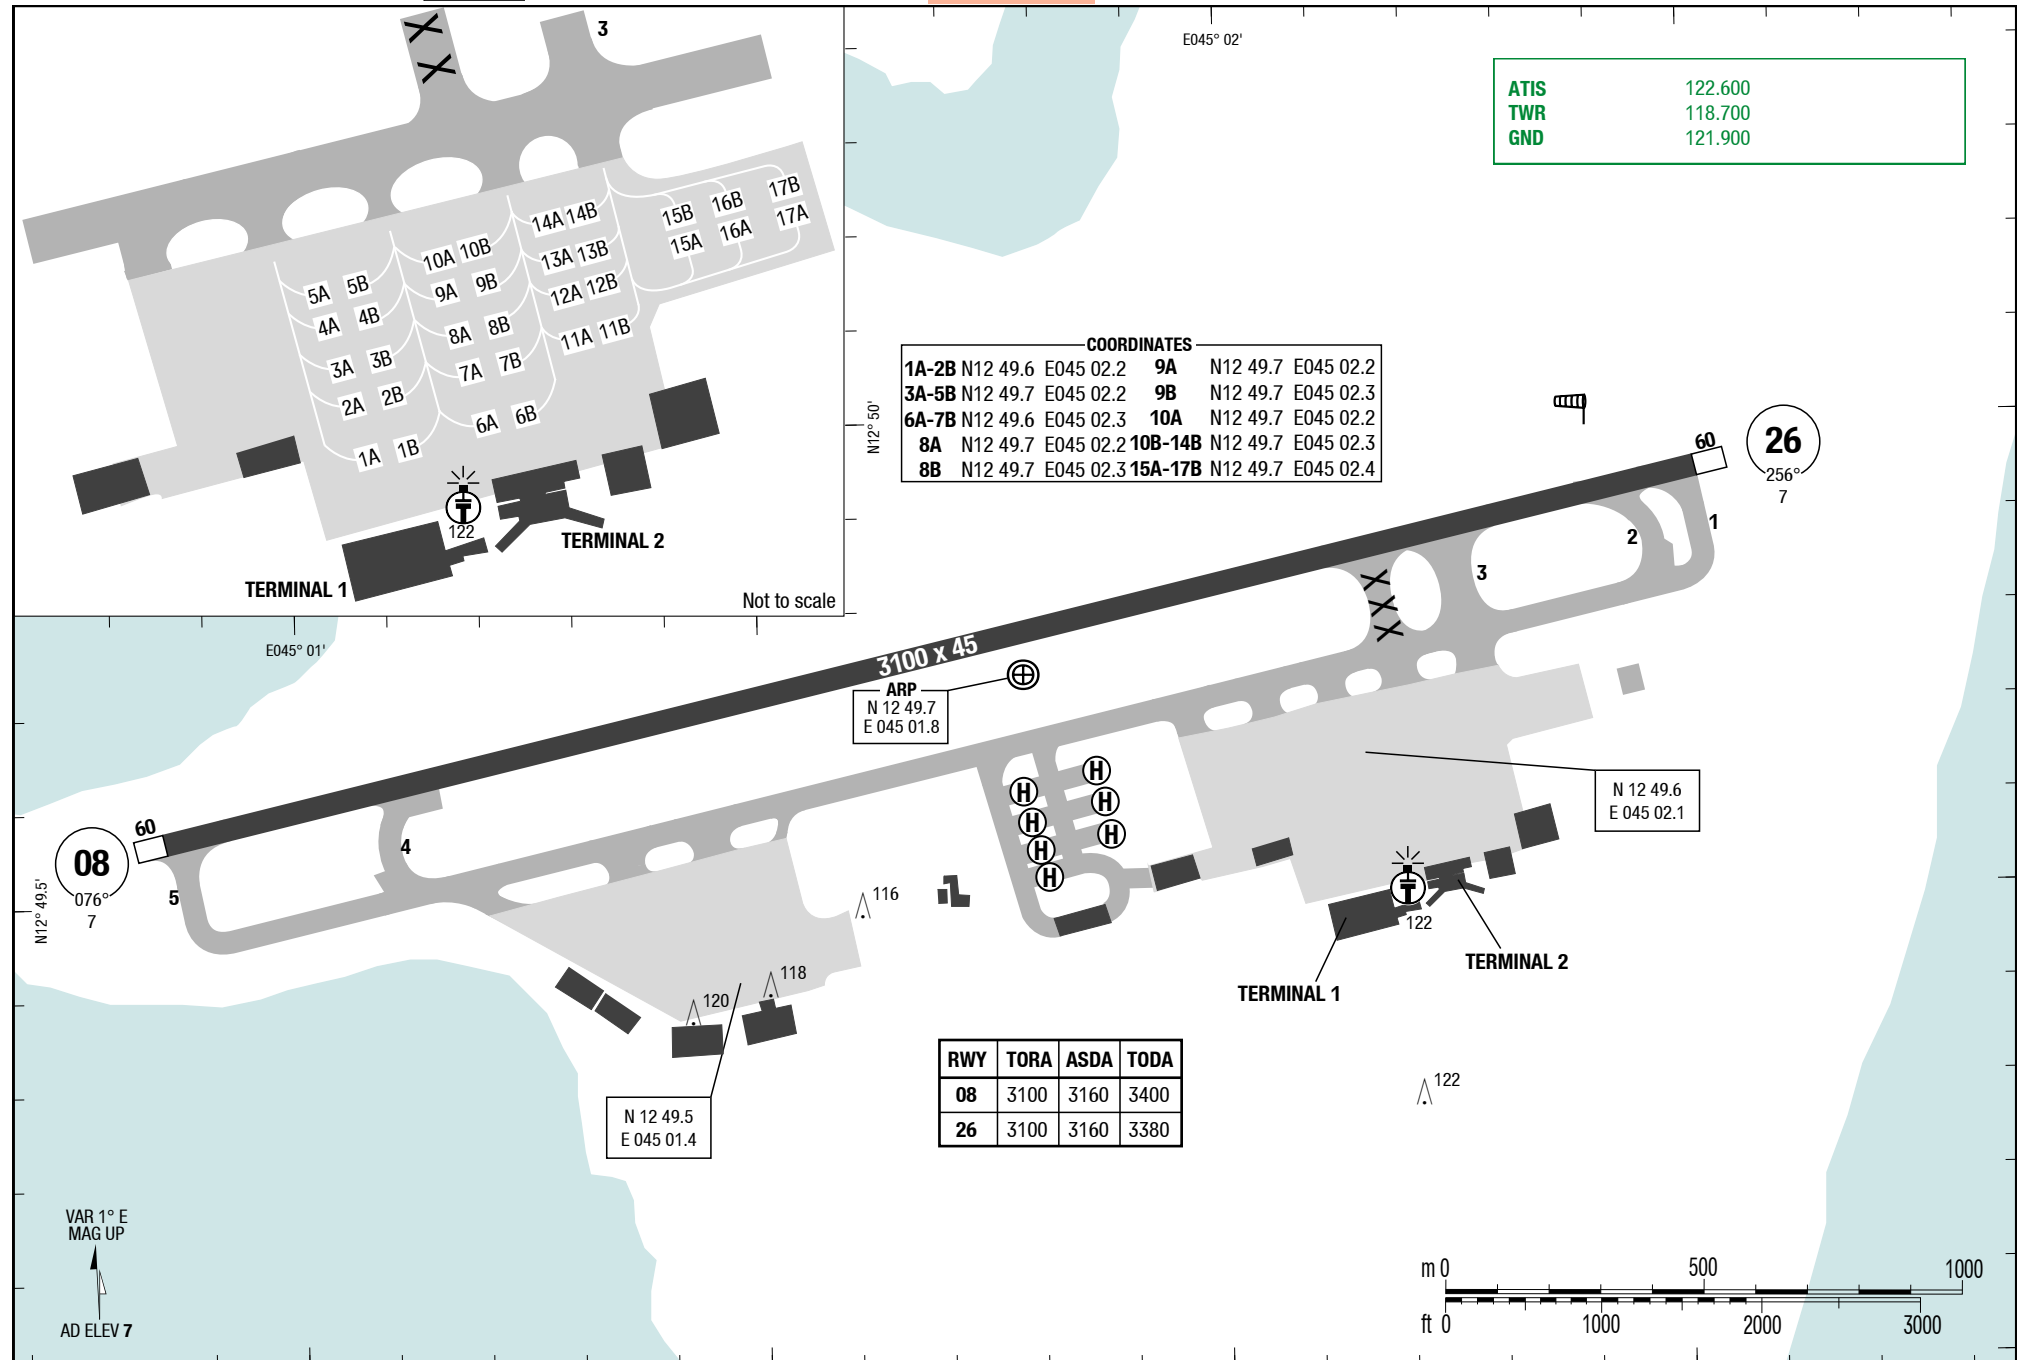 3
5A 5B
4A 4B
3A 3B
2A 2B
1A 1B
10A 10B
9A 9B
8A 8B
7A 7B
6A 6B
14A 14B
13A 13B
12A 12B
11A 11B
15B 16B 17B
15A 16A 17A
122
TERMINAL 2
TERMINAL 1
Not to scale
E045° 02'
ATIS 122.600
TWR 118.700
GND 121.900
COORDINATES
1A-2B N12 49.6 E045 02.2 9A N12 49.7 E045 02.2
3A-5B N12 49.7 E045 02.2 9B N12 49.7 E045 02.3
6A-7B N12 49.6 E045 02.3 10A N12 49.7 E045 02.2
8A N12 49.7 E045 02.2 10B-14B N12 49.7 E045 02.3
8B N12 49.7 E045 02.3 15A-17B N12 49.7 E045 02.4
N12° 50'
60
26
256°
7
1
2
3
E045° 01'
3100 x 45
ARP
N 12 49.7
E 045 01.8
H
H
H
H
H
H
H
N 12 49.6
E 045 02.1
60
08
076°
7
4
5
N12° 49.5'
116
118
120
122
TERMINAL 2
TERMINAL 1
N 12 49.5
E 045 01.4
RWY TORA ASDA TODA
08 3100 3160 3400
26 3100 3160 3380
122
VAR 1° E
MAG UP
AD ELEV 7
m 0 500 1000
ft 0 1000 2000 3000